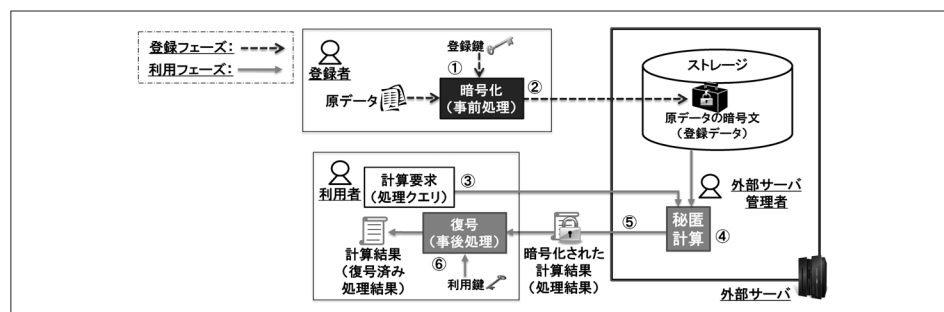 登録フェーズ：
利用フェーズ：
登録者
登録鍵
①
原データ
暗号化
（事前処理）
②
ストレージ
原データの暗号文
（登録データ）
利用者
計算要求
（処理クエリ）
③
外部サーバ
管理者
秘匿
計算
④
⑤
暗号化された
計算結果
（処理結果）
復号
（事後処理）
⑥
利用鍵
計算結果
（復号済み
処理結果）
外部サーバ